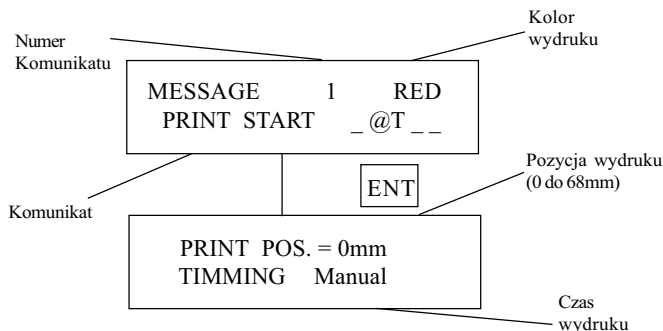 Numer
Komunikatu
Kolor
wydruku
MESSAGE 1 RED
PRINT START _ @T _ _
Komunikat
ENT
Pozycja wydruku
(0 do 68mm)
PRINT POS. = 0mm
TIMMING Manual
Czas
wydruku